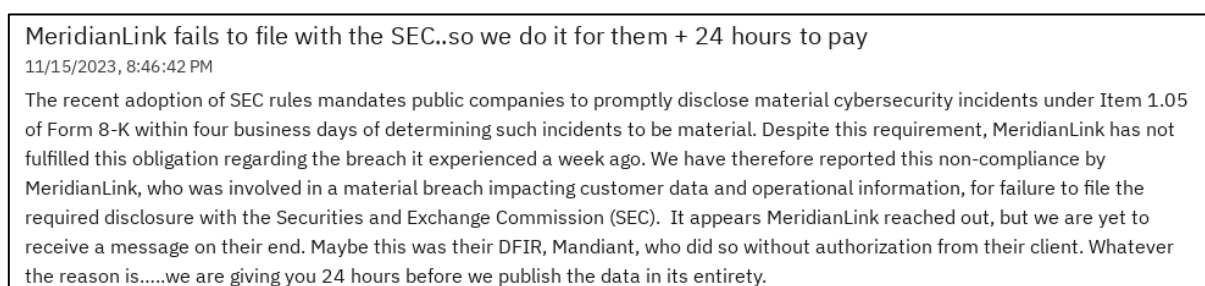 MeridianLink fails to file with the SEC..so we do it for them + 24 hours to pay
11/15/2023, 8:46:42 PM
The recent adoption of SEC rules mandates public companies to promptly disclose material cybersecurity incidents under Item 1.05
of Form 8-K within four business days of determining such incidents to be material. Despite this requirement, MeridianLink has not
fulfilled this obligation regarding the breach it experienced a week ago. We have therefore reported this non-compliance by
MeridianLink, who was involved in a material breach impacting customer data and operational information, for failure to file the
required disclosure with the Securities and Exchange Commission (SEC).  It appears MeridianLink reached out, but we are yet to
receive a message on their end. Maybe this was their DFIR, Mandiant, who did so without authorization from their client. Whatever
the reason is.....we are giving you 24 hours before we publish the data in its entirety.